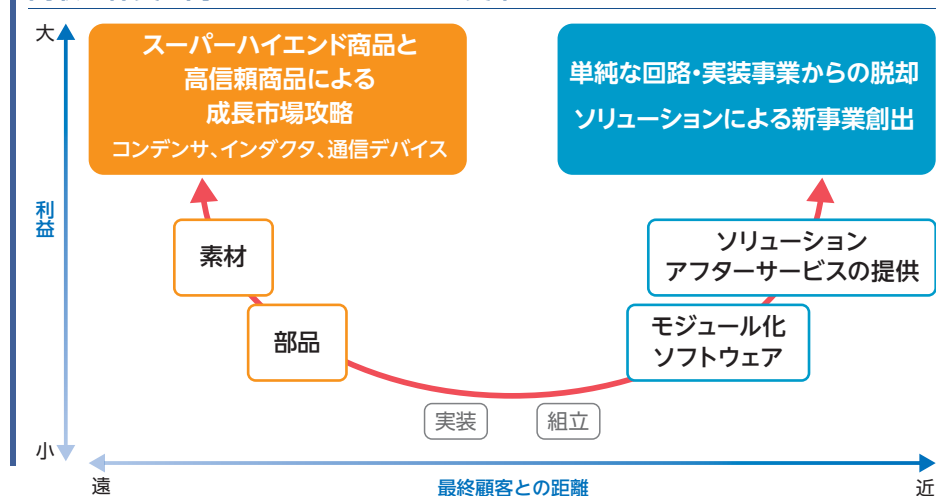 大
スーパーハイエンド商品と
高信頼商品による
成長市場攻略
コンデンサ、インダクタ、通信デバイス
単純な回路・実装事業からの脱却
ソリューションによる新事業創出
利益
素材
ソリューション
アフターサービスの提供
部品
モジュール化
ソフトウェア
実装
組立
小
遠
最終顧客との距離
近